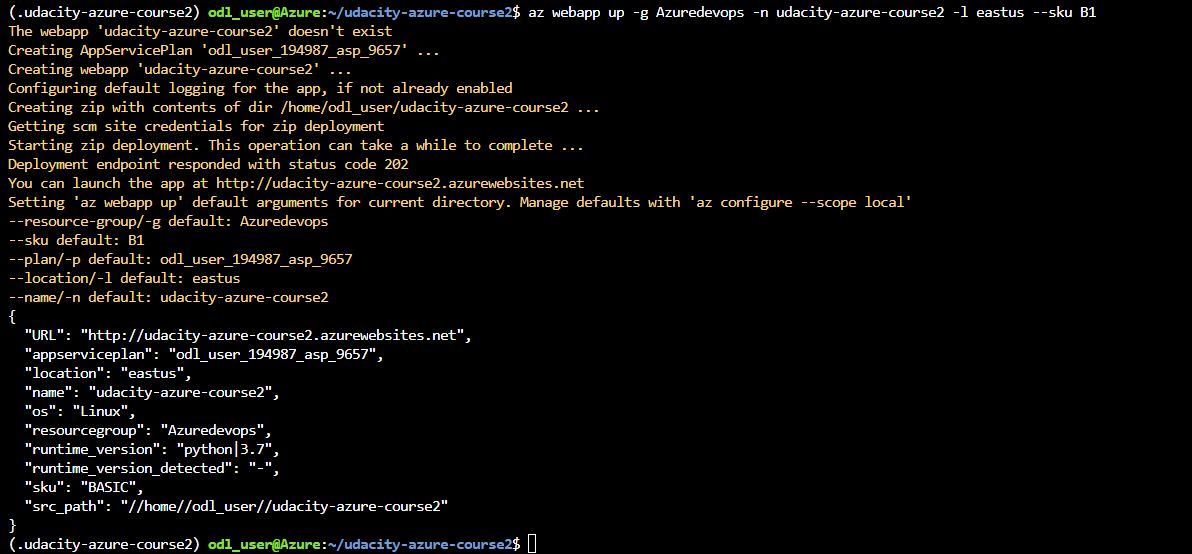 (.udacity-azure-course2) odl_user@Azure:~/udacity-azure-course2$ az webapp up -g Azuredevops -n udacity-azure-course2 -l eastus --sku B1
The webapp 'udacity-azure-course2' doesn't exist
Creating AppServicePlan 'odl_user_194987_asp_9657' ...
Creating webapp 'udacity-azure-course2' ...
Configuring default logging for the app, if not already enabled
Creating zip with contents of dir /home/odl_user/udacity-azure-course2 ...
Getting scm site credentials for zip deployment
Starting zip deployment. This operation can take a while to complete ...
Deployment endpoint responded with status code 202
You can launch the app at http://udacity-azure-course2.azurewebsites.net
Setting 'az webapp up' default arguments for current directory. Manage defaults with 'az configure --scope local'
--resource-group/-g default: Azuredevops
--sku default: B1
--plan/-p default: odl_user_194987_asp_9657
--location/-l default: eastus
--name/-n default: udacity-azure-course2
{
  "URL": "http://udacity-azure-course2.azurewebsites.net",
  "appserviceplan": "odl_user_194987_asp_9657",
  "location": "eastus",
  "name": "udacity-azure-course2",
  "os": "Linux",
  "resourcegroup": "Azuredevops",
  "runtime_version": "python|3.7",
  "runtime_version_detected": "-",
  "sku": "BASIC",
  "src_path": "//home//odl_user//udacity-azure-course2"
}
(.udacity-azure-course2) odl_user@Azure:~/udacity-azure-course2$